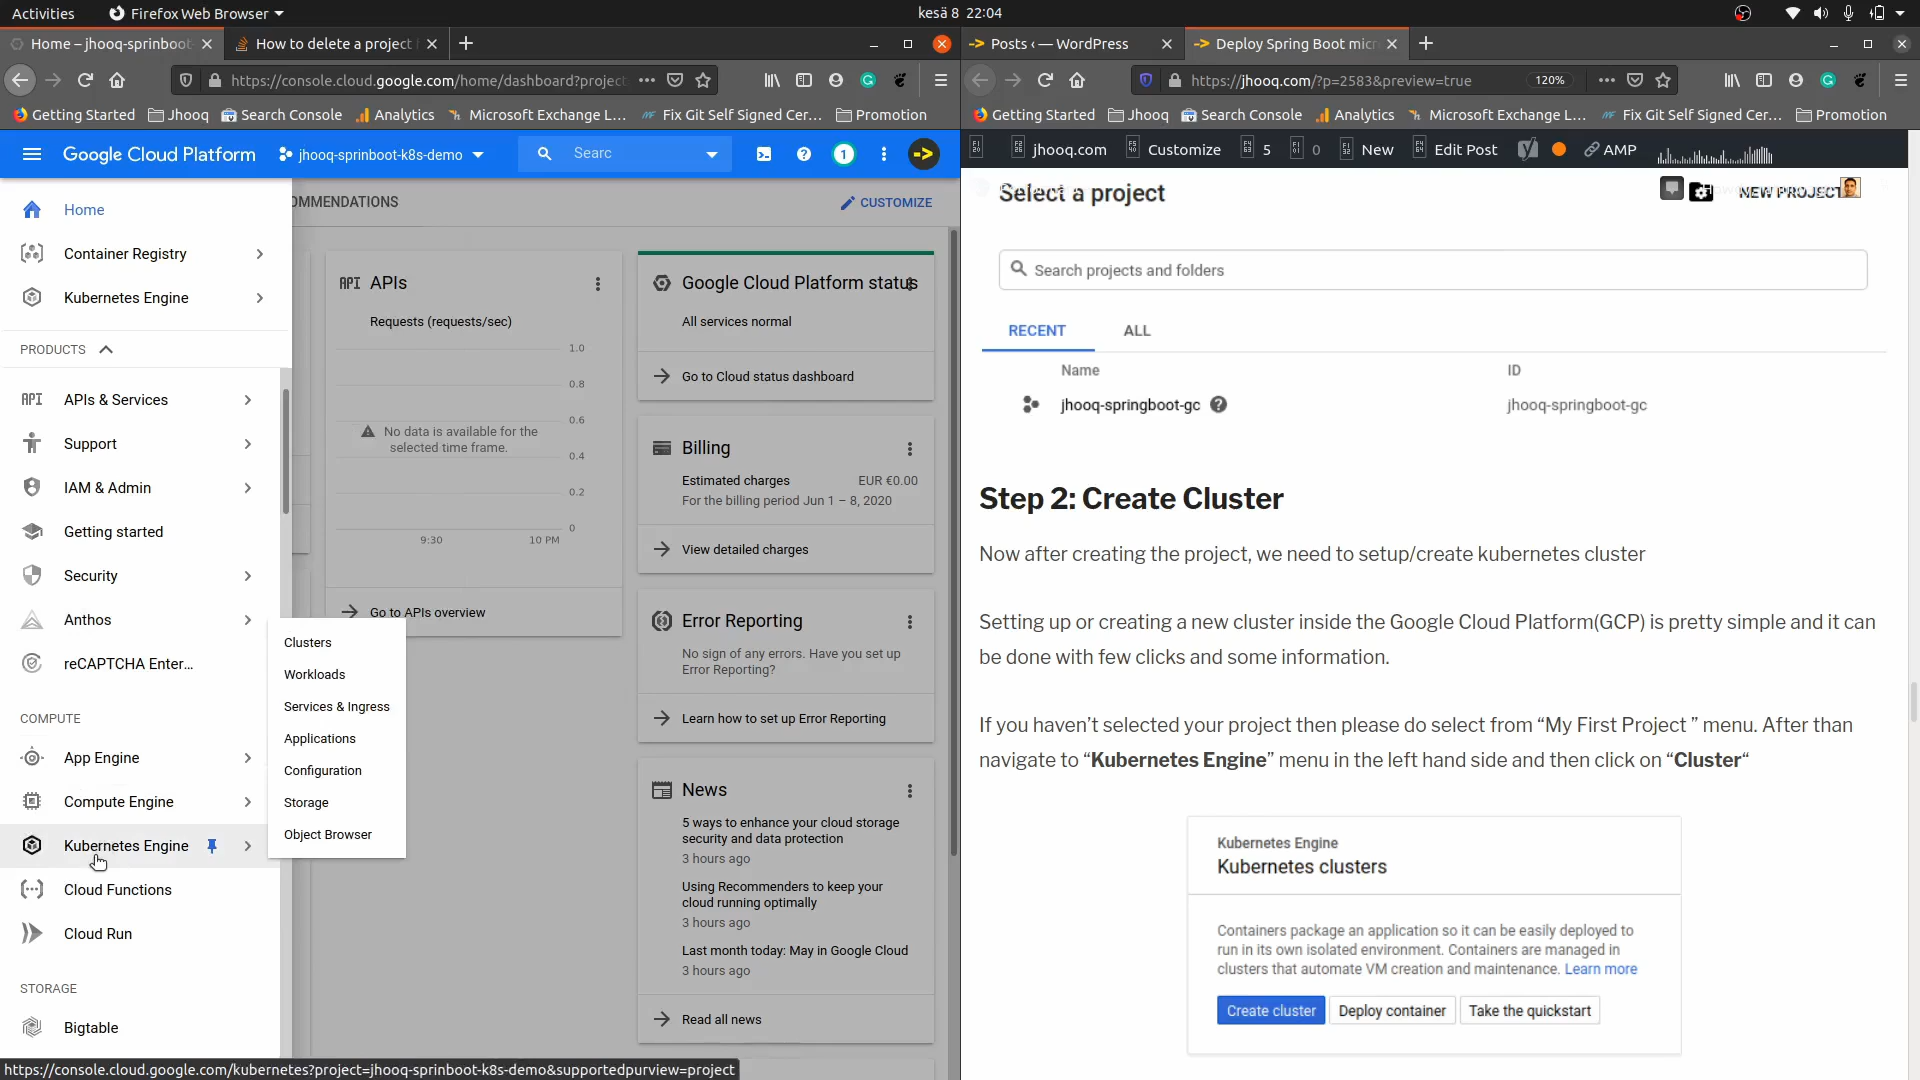 Activities
Firefox Web Browser
kesä 8 22:04
Home – jhooq-sprinboot-
How to delete a project
https://console.cloud.google.com/home/dashboard?project
Getting Started
Jhooq
Search Console
Analytics
Microsoft Exchange L…
Fix Git Self Signed Cer…
Promotion
Google Cloud Platform
jhooq-sprinboot-k8s-demo
Searc
1
Home
Container Registry
Kubernetes Engine
PRODUCTS
API
APIs & Services
Support
IAM & Admin
Getting started
Security
Anthos
reCAPTCHA Enter...
COMPUTE
App Engine
Compute Engine
Kubernetes Engine
Cloud Functions
Cloud Run
STORAGE
Bigtable
Clusters
Workloads
Services & Ingress
Applications
Configuration
Storage
Object Browser
OMMENDATIONS
CUSTOMIZE
API
APIs
Requests (requests/sec)
1.0
0.8
0.6
0.4
0.2
0
No data is available for the
selected time frame.
9:30
10 PM
Go to APIs overview
Google Cloud Platform status
All services normal
Go to Cloud status dashboard
Billing
Estimated charges
EUR €0.00
For the billing period Jun 1 – 8, 2020
View detailed charges
Error Reporting
No sign of any errors. Have you set up
Error Reporting?
Learn how to set up Error Reporting
News
5 ways to enhance your cloud storage
security and data protection
3 hours ago
Using Recommenders to keep your
cloud running optimally
3 hours ago
Last month today: May in Google Cloud
3 hours ago
Read all news
https://console.cloud.google.com/kubernetes?project=jhooq-sprinboot-k8s-demo&supportedpurview=project
Posts ‹ — WordPress
Deploy Spring Boot micr
https://jhooq.com/?p=2583&preview=true
120%
Getting Started
Jhooq
Search Console
Analytics
Microsoft Exchange L…
Fix Git Self Signed Cer…
Promotion
jhooq.com
Customize
5
0
New
Edit Post
AMP
Select a project
NEW PROJECT
Search projects and folders
RECENT
ALL
Name
ID
jhooq-springboot-gc
jhooq-springboot-gc
Step 2: Create Cluster
Now after creating the project, we need to setup/create kubernetes cluster
Setting up or creating a new cluster inside the Google Cloud Platform(GCP) is pretty simple and it can
be done with few clicks and some information.
If you haven’t selected your project then please do select from “My First Project ” menu. After than
navigate to “Kubernetes Engine” menu in the left hand side and then click on “Cluster“
Kubernetes Engine
Kubernetes clusters
Containers package an application so it can be easily deployed to
run in its own isolated environment. Containers are managed in
clusters that automate VM creation and maintenance. Learn more
Create cluster
Deploy container
Take the quickstart